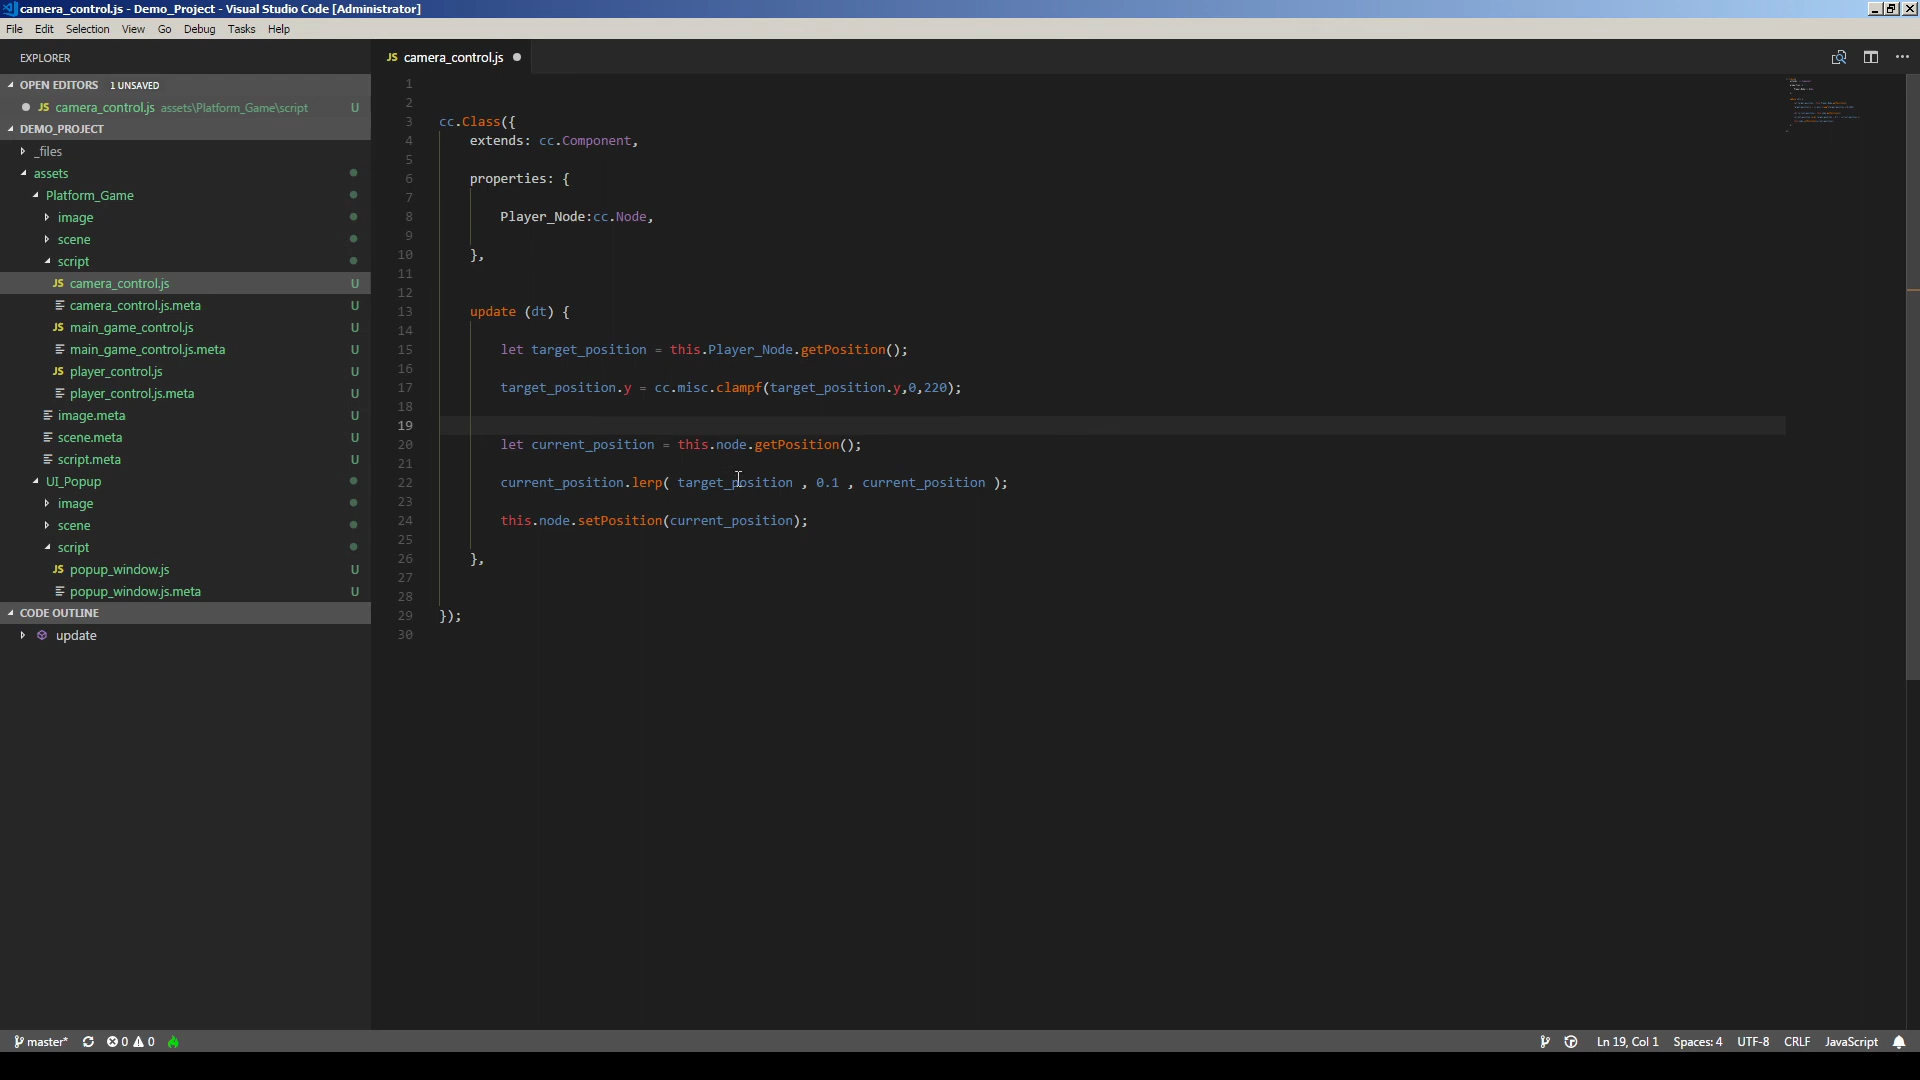 camera_control.js - Demo_Project - Visual Studio Code [Administrator]
File Edit Selection View Go Debug Tasks Help
EXPLORER
OPEN EDITORS 1 UNSAVED
JS camera_control.js assets\Platform_Game\script U
DEMO_PROJECT
_files
assets
Platform_Game
image
scene
script
JS camera_control.js U
camera_control.js.meta U
JS main_game_control.js U
main_game_control.js.meta U
JS player_control.js U
player_control.js.meta U
image.meta U
scene.meta U
script.meta U
UI_Popup
image
scene
script
JS popup_window.js U
popup_window.js.meta U
CODE OUTLINE
update
JS camera_control.js
1
2
3 cc.Class({
4 extends: cc.Component,
5
6 properties: {
7
8 Player_Node:cc.Node,
9
10 },
11
12
13 update (dt) {
14
15 let target_position = this.Player_Node.getPosition();
16
17 target_position.y = cc.misc.clampf(target_position.y,0,220);
18
19
20 let current_position = this.node.getPosition();
21
22 current_position.lerp( target_position , 0.1 , current_position );
23
24 this.node.setPosition(current_position);
25
26 },
27
28
29 });
30
master* 0 0 Ln 19, Col 1 Spaces: 4 UTF-8 CRLF JavaScript